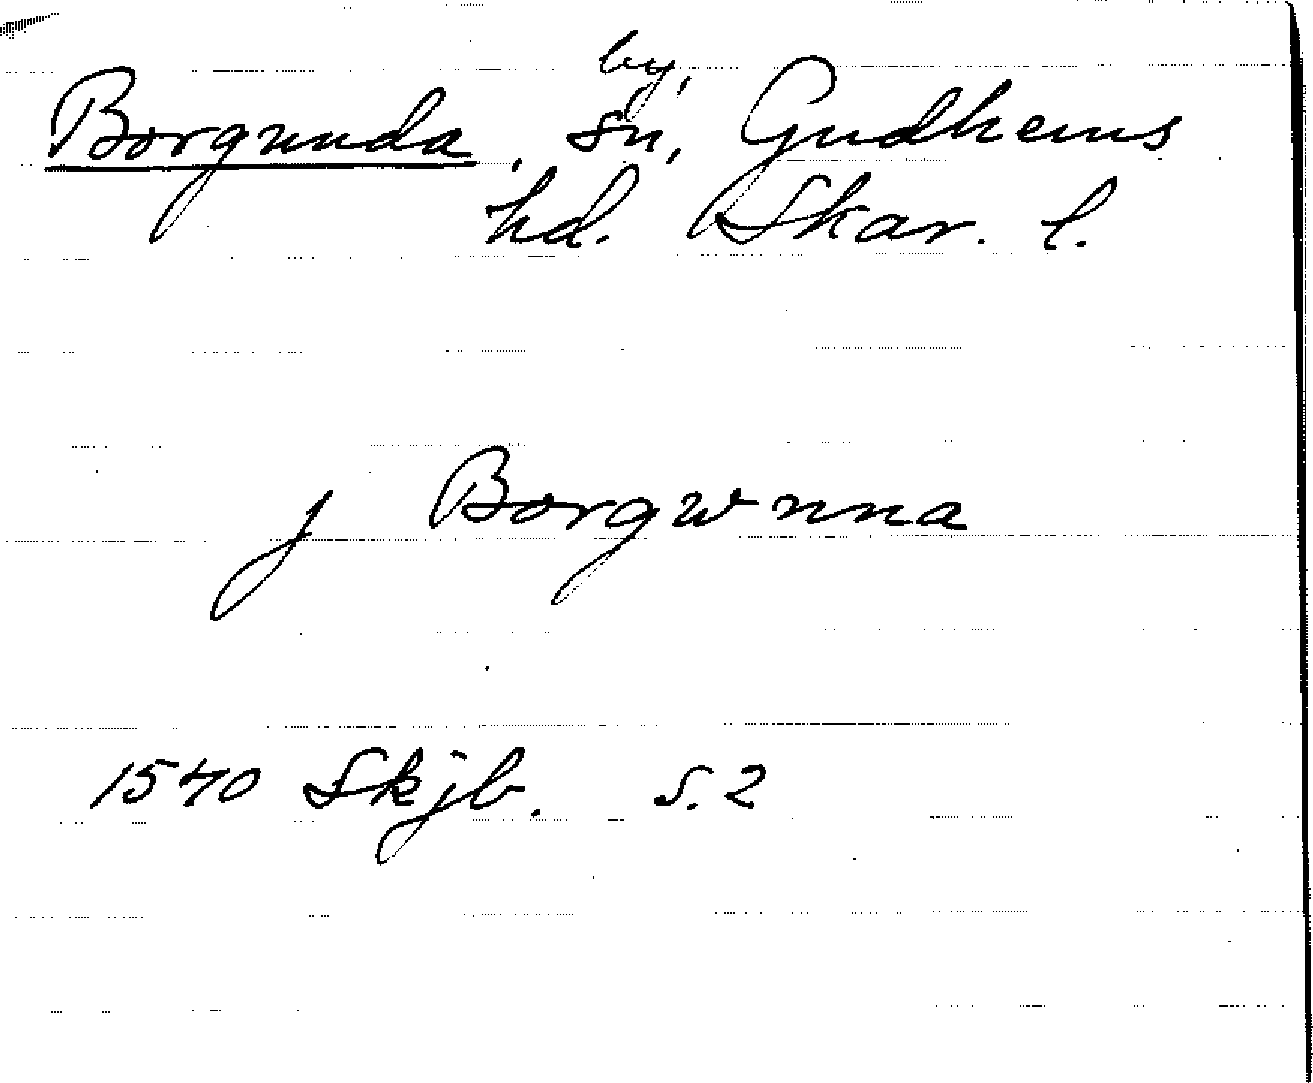 Borgunda, by, sn, Gudhems
hd. Skar. l.
j Borgwnna
1540 Skjb. s. 2